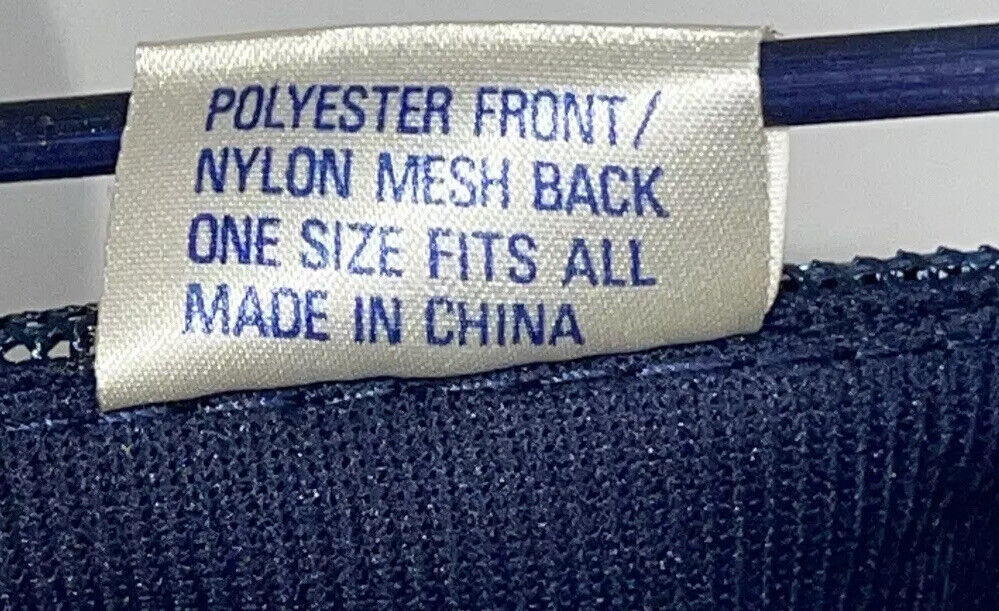 POLYESTER FRONT/
NYLON MESH BACK
ONE SIZE FITS ALL
MADE IN CHINA